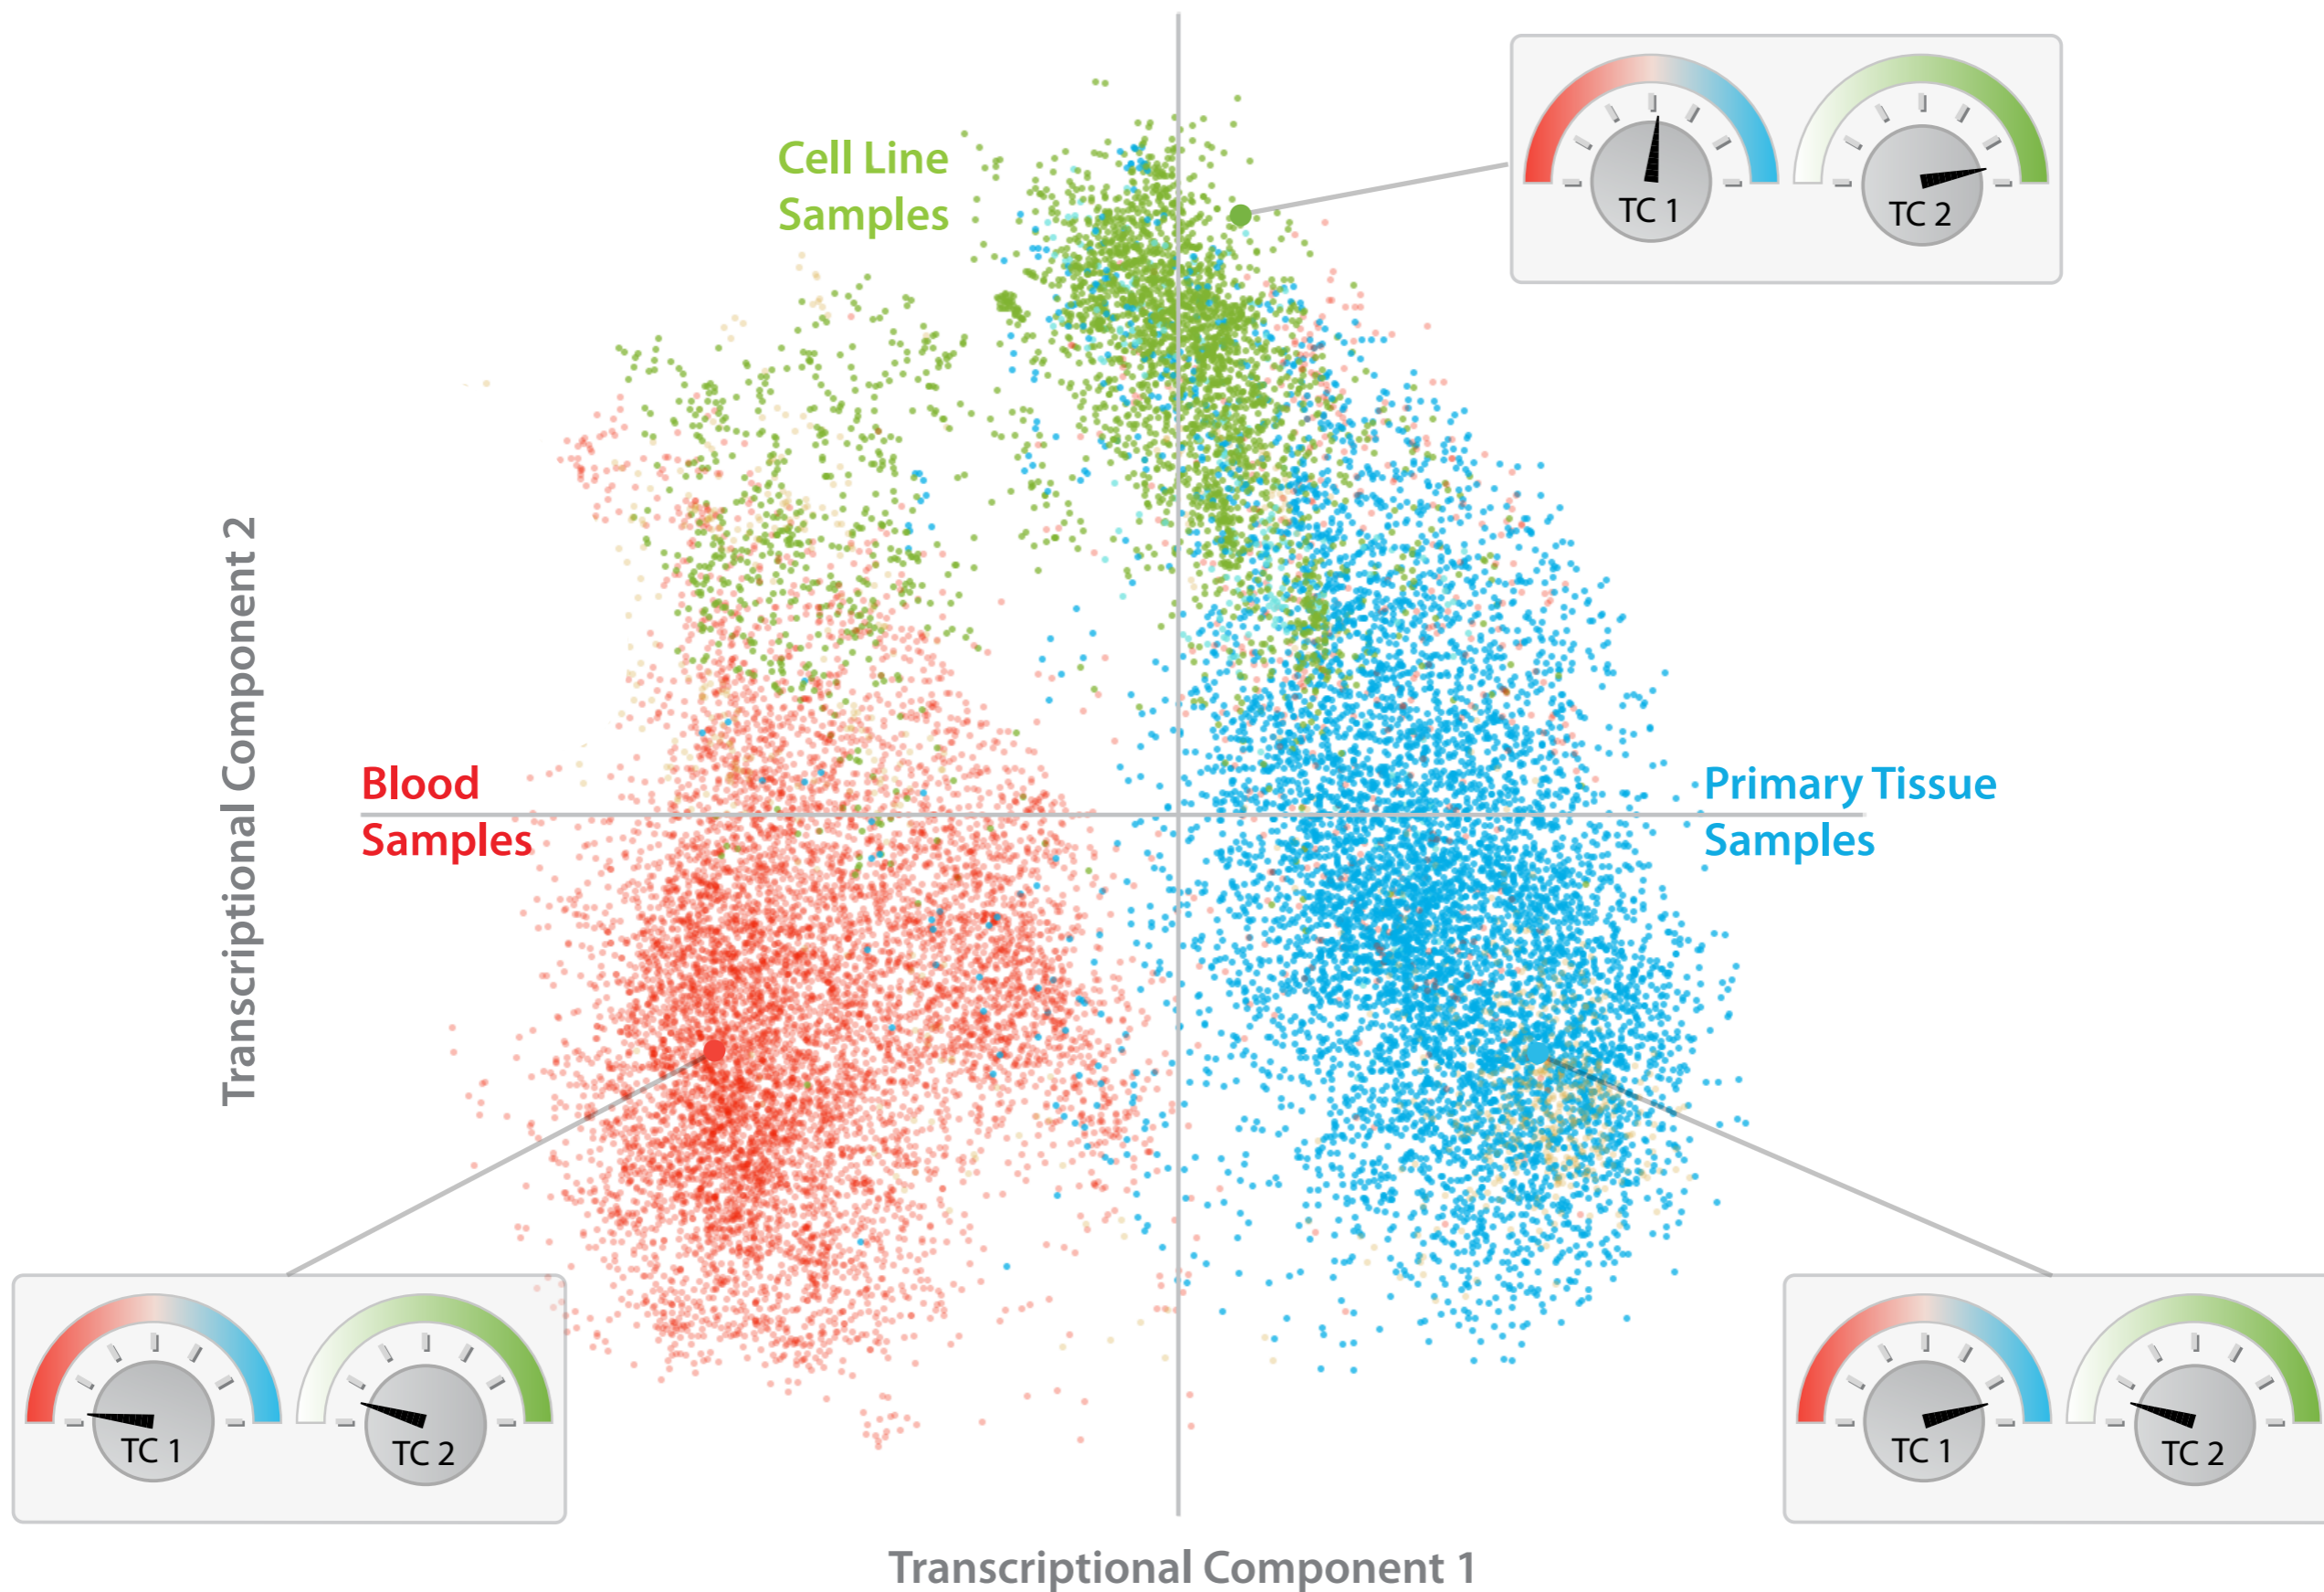 Cell Line
Samples
TC 1
TC 2
Transcriptional Component 2
Blood
Samples
Primary Tissue
Samples
TC 1
TC 2
TC 1
TC 2
Transcriptional Component 1